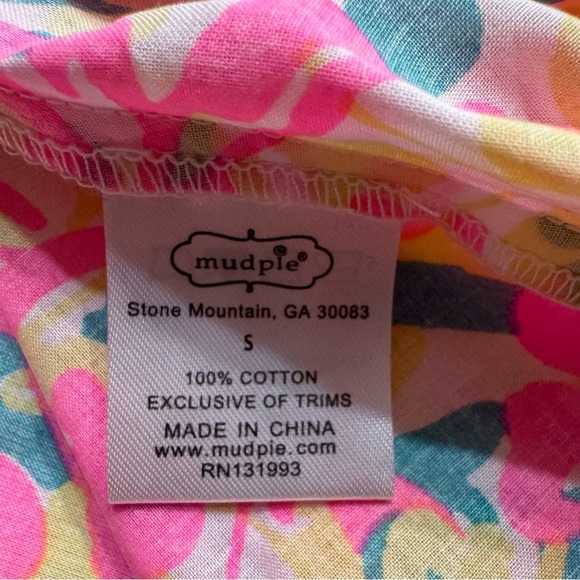 mudpie®
Stone Mountain, GA 30083
S
100% COTTON
EXCLUSIVE OF TRIMS
MADE IN CHINA
www.mudpie.com
RN131993